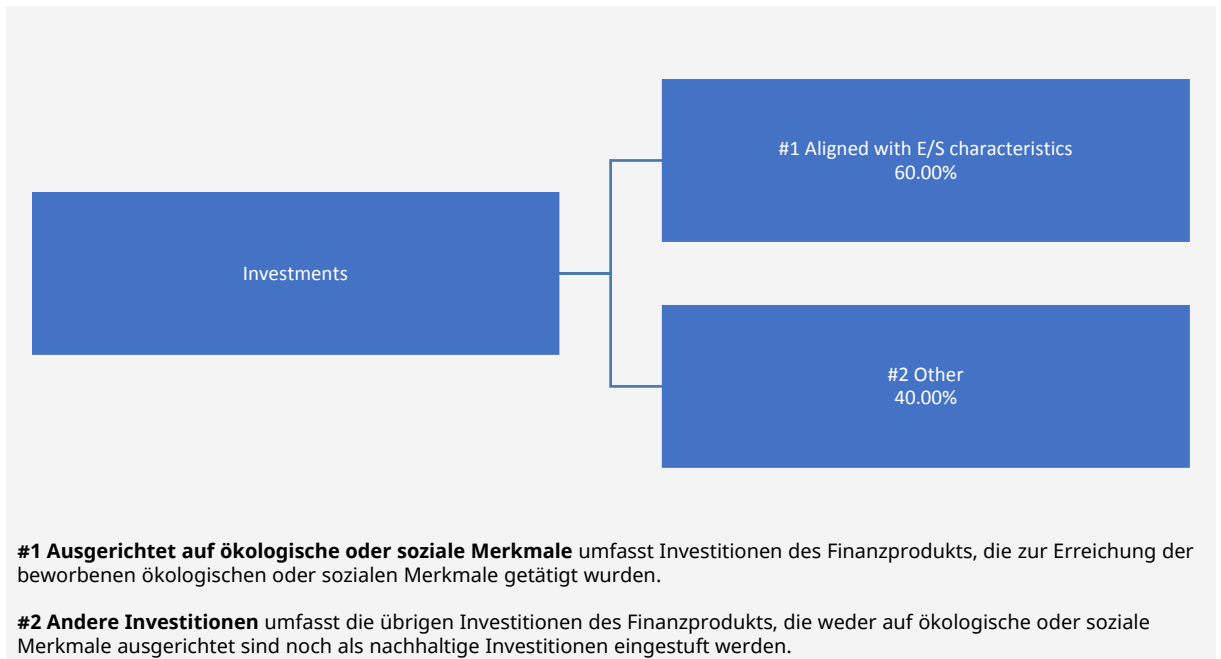 #1 Aligned with E/S characteristics
60.00%
Investments
#2 Other
40.00%
#1 Ausgerichtet auf ökologische oder soziale Merkmale umfasst Investitionen des Finanzprodukts, die zur Erreichung der
beworbenen ökologischen oder sozialen Merkmale getätigt wurden.
#2 Andere Investitionen umfasst die übrigen Investitionen des Finanzprodukts, die weder auf ökologische oder soziale
Merkmale ausgerichtet sind noch als nachhaltige Investitionen eingestuft werden.